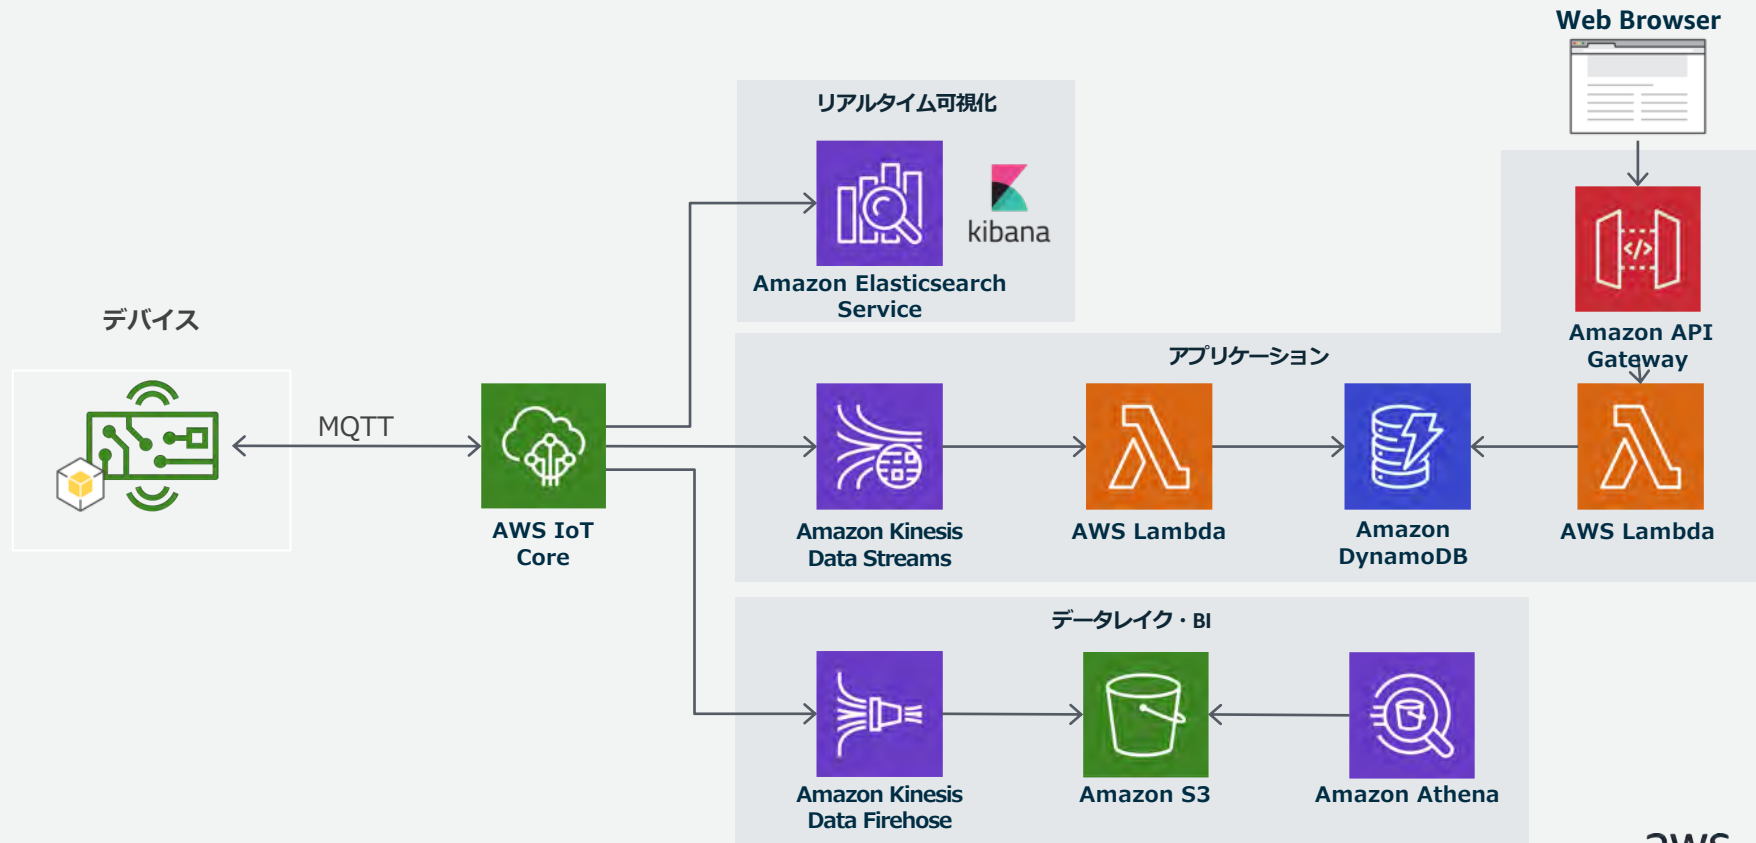 Web Browser
リアルタイム可視化
kibana
Amazon Elasticsearch
Service
デバイス
MQTT
AWS IoT
Core
アプリケーション
Amazon API
Gateway
</>
Amazon Kinesis
Data Streams
AWS Lambda
Amazon
DynamoDB
AWS Lambda
データレイク・BI
Amazon Kinesis
Data Firehose
Amazon S3
Amazon Athena
aws